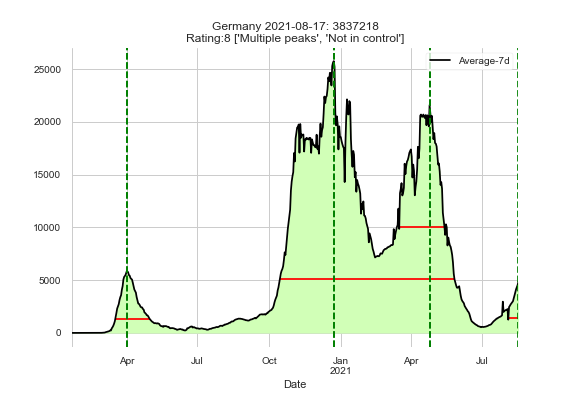 Germany 2021-08-17: 3837218
Rating:8 ['Multiple peaks', 'Not in control']
Average-7d
25000
20000
15000
10000
5000
0
Apr Jul Oct Jan Apr Jul
2021
Date